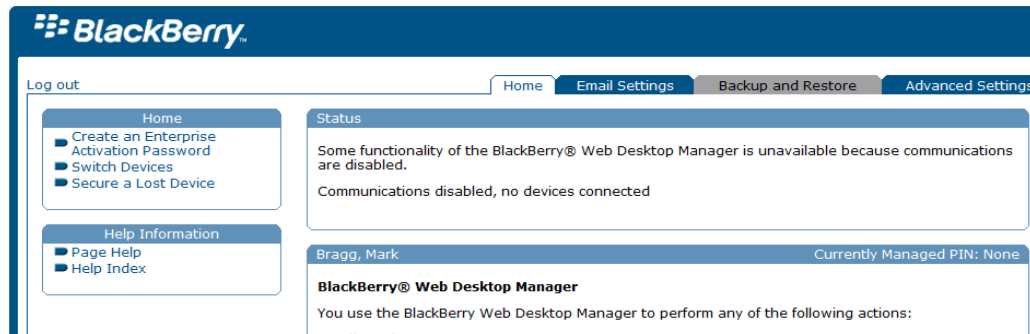 BlackBerry
Log out
Home
Email Settings
Backup and Restore
Advanced Settings
Home
Create an Enterprise
Activation Password
Switch Devices
Secure a Lost Device
Help Information
Page Help
Help Index
Status
Some functionality of the BlackBerry® Web Desktop Manager is unavailable because communications
are disabled.
Communications disabled, no devices connected
Bragg, Mark
Currently Managed PIN: None
BlackBerry® Web Desktop Manager
You use the BlackBerry Web Desktop Manager to perform any of the following actions: